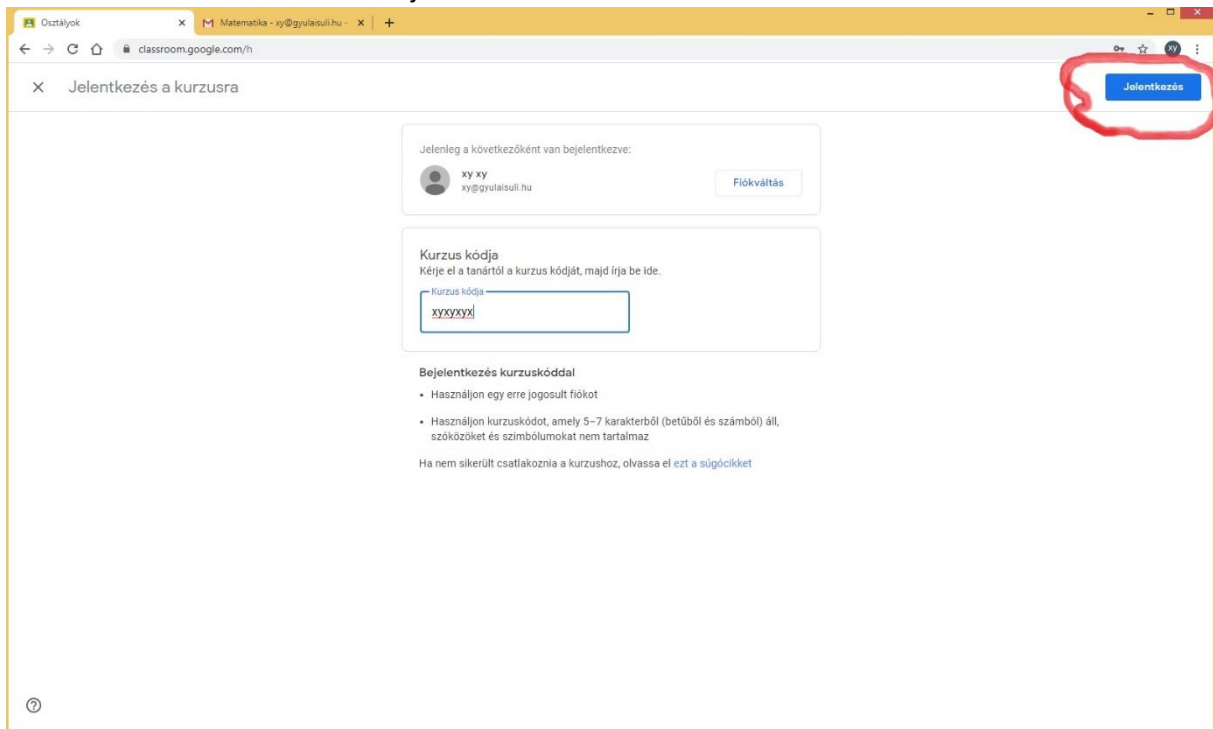 Osztályok
Matematika - xy@gyulaisuli.hu -
classroom.google.com/h
xy
Jelentkezés a kurzusra
Jelentkezés
Jelenleg a következőként van bejelentkezve:
xy xy
xy@gyulaisuli.hu
Fiókváltás
Kurzus kódja
Kérje el a tanártól a kurzus kódját, majd írja be ide.
Kurzus kódja
xyxyxyx
Bejelentkezés kurzuskóddal
• Használjon egy erre jogosult fiókot
• Használjon kurzuskódot, amely 5–7 karakterből (betűből és számból) áll,
szóközöket és szimbólumokat nem tartalmaz
Ha nem sikerült csatlakoznia a kurzushoz, olvassa el ezt a súgócikket